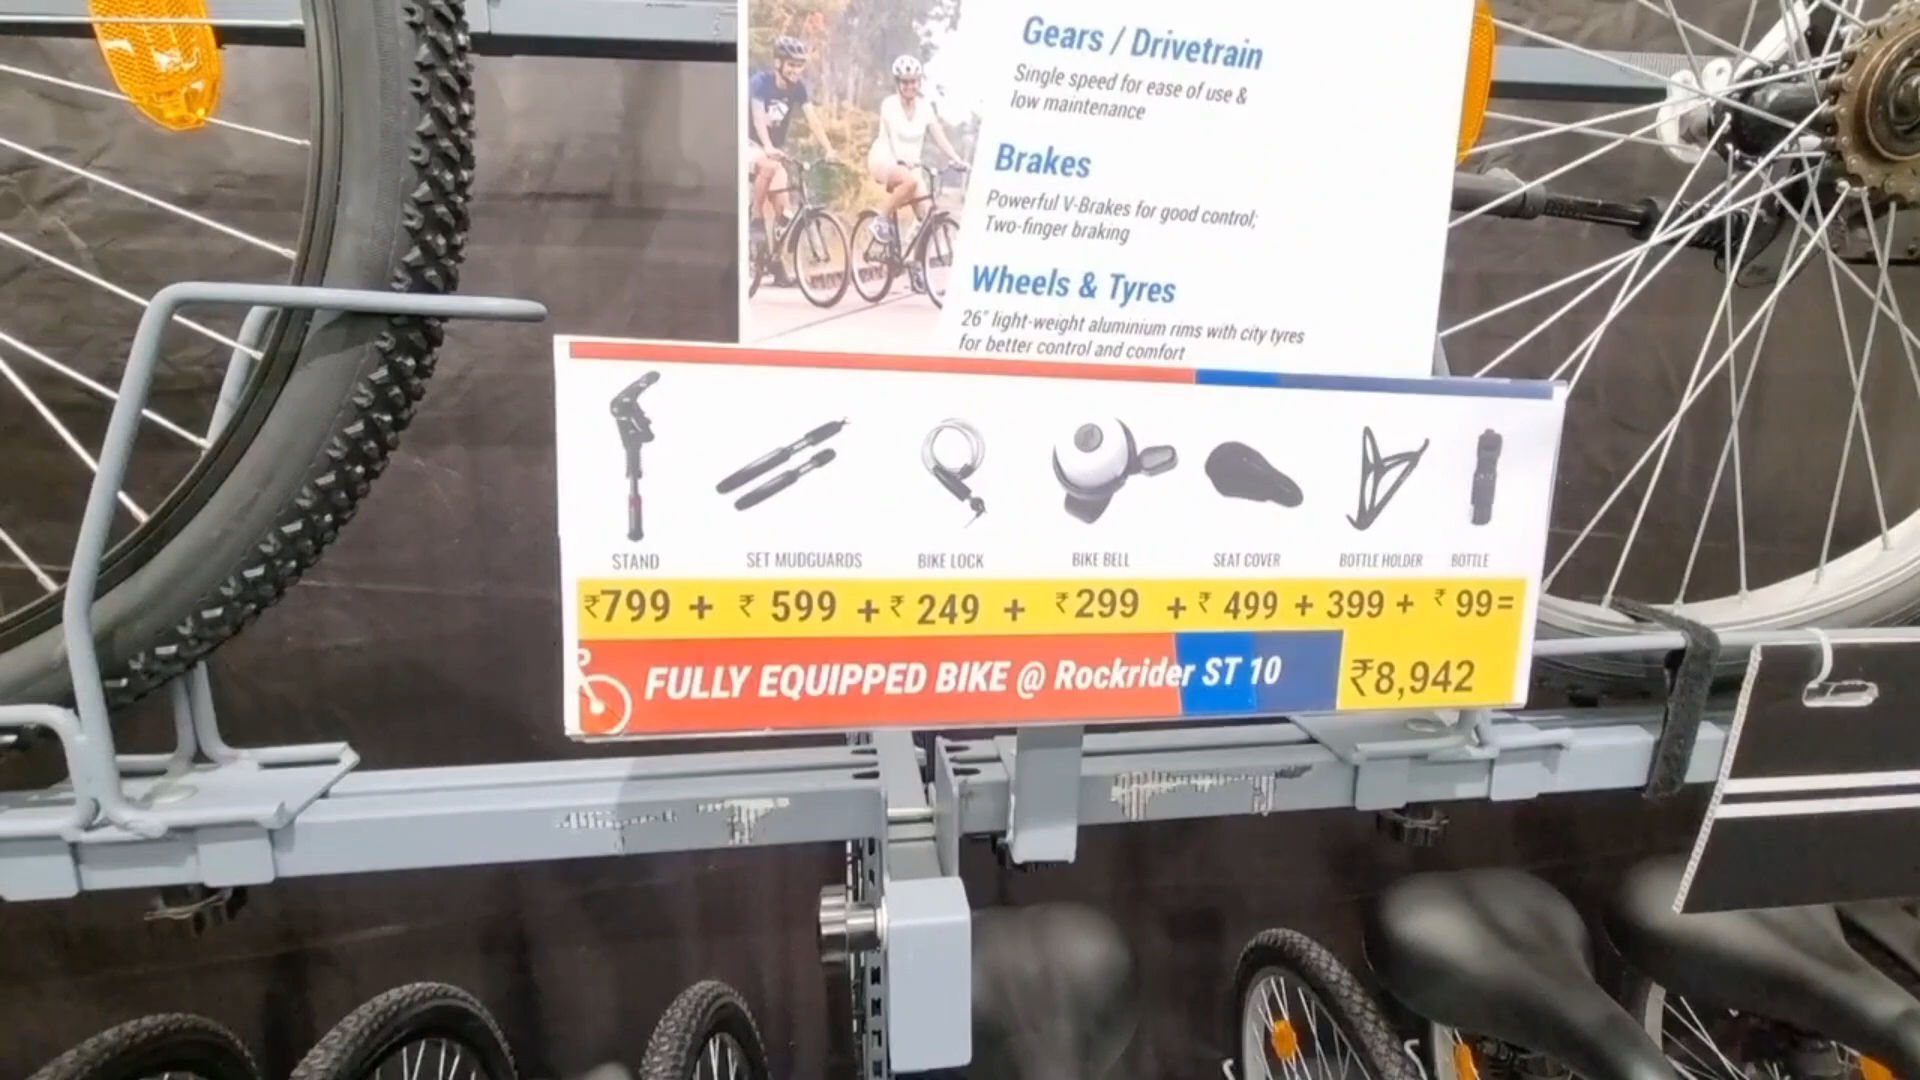 Gears / Drivetrain
Single speed for ease of use &
low maintenance
Brakes
Powerful V-Brakes for good control;
Two-finger braking
Wheels & Tyres
26" light-weight aluminium rims with city tyres
for better control and comfort
STAND SET MUDGUARDS BIKE LOCK BIKE BELL SEAT COVER BOTTLE HOLDER BOTTLE
₹799 + ₹ 599 + ₹ 249 + ₹299 + ₹ 499 + 399 + ₹ 99=
FULLY EQUIPPED BIKE @ Rockrider ST 10 ₹8,942